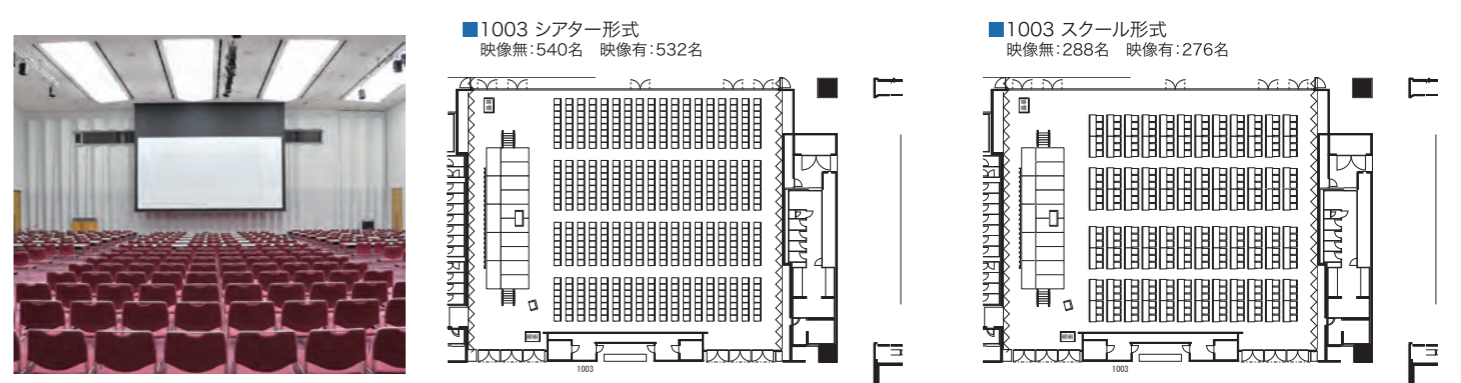 ■1003 シアター形式
映像無:540名　映像有:532名
■1003 スクール形式
映像無:288名　映像有:276名
1003
1003